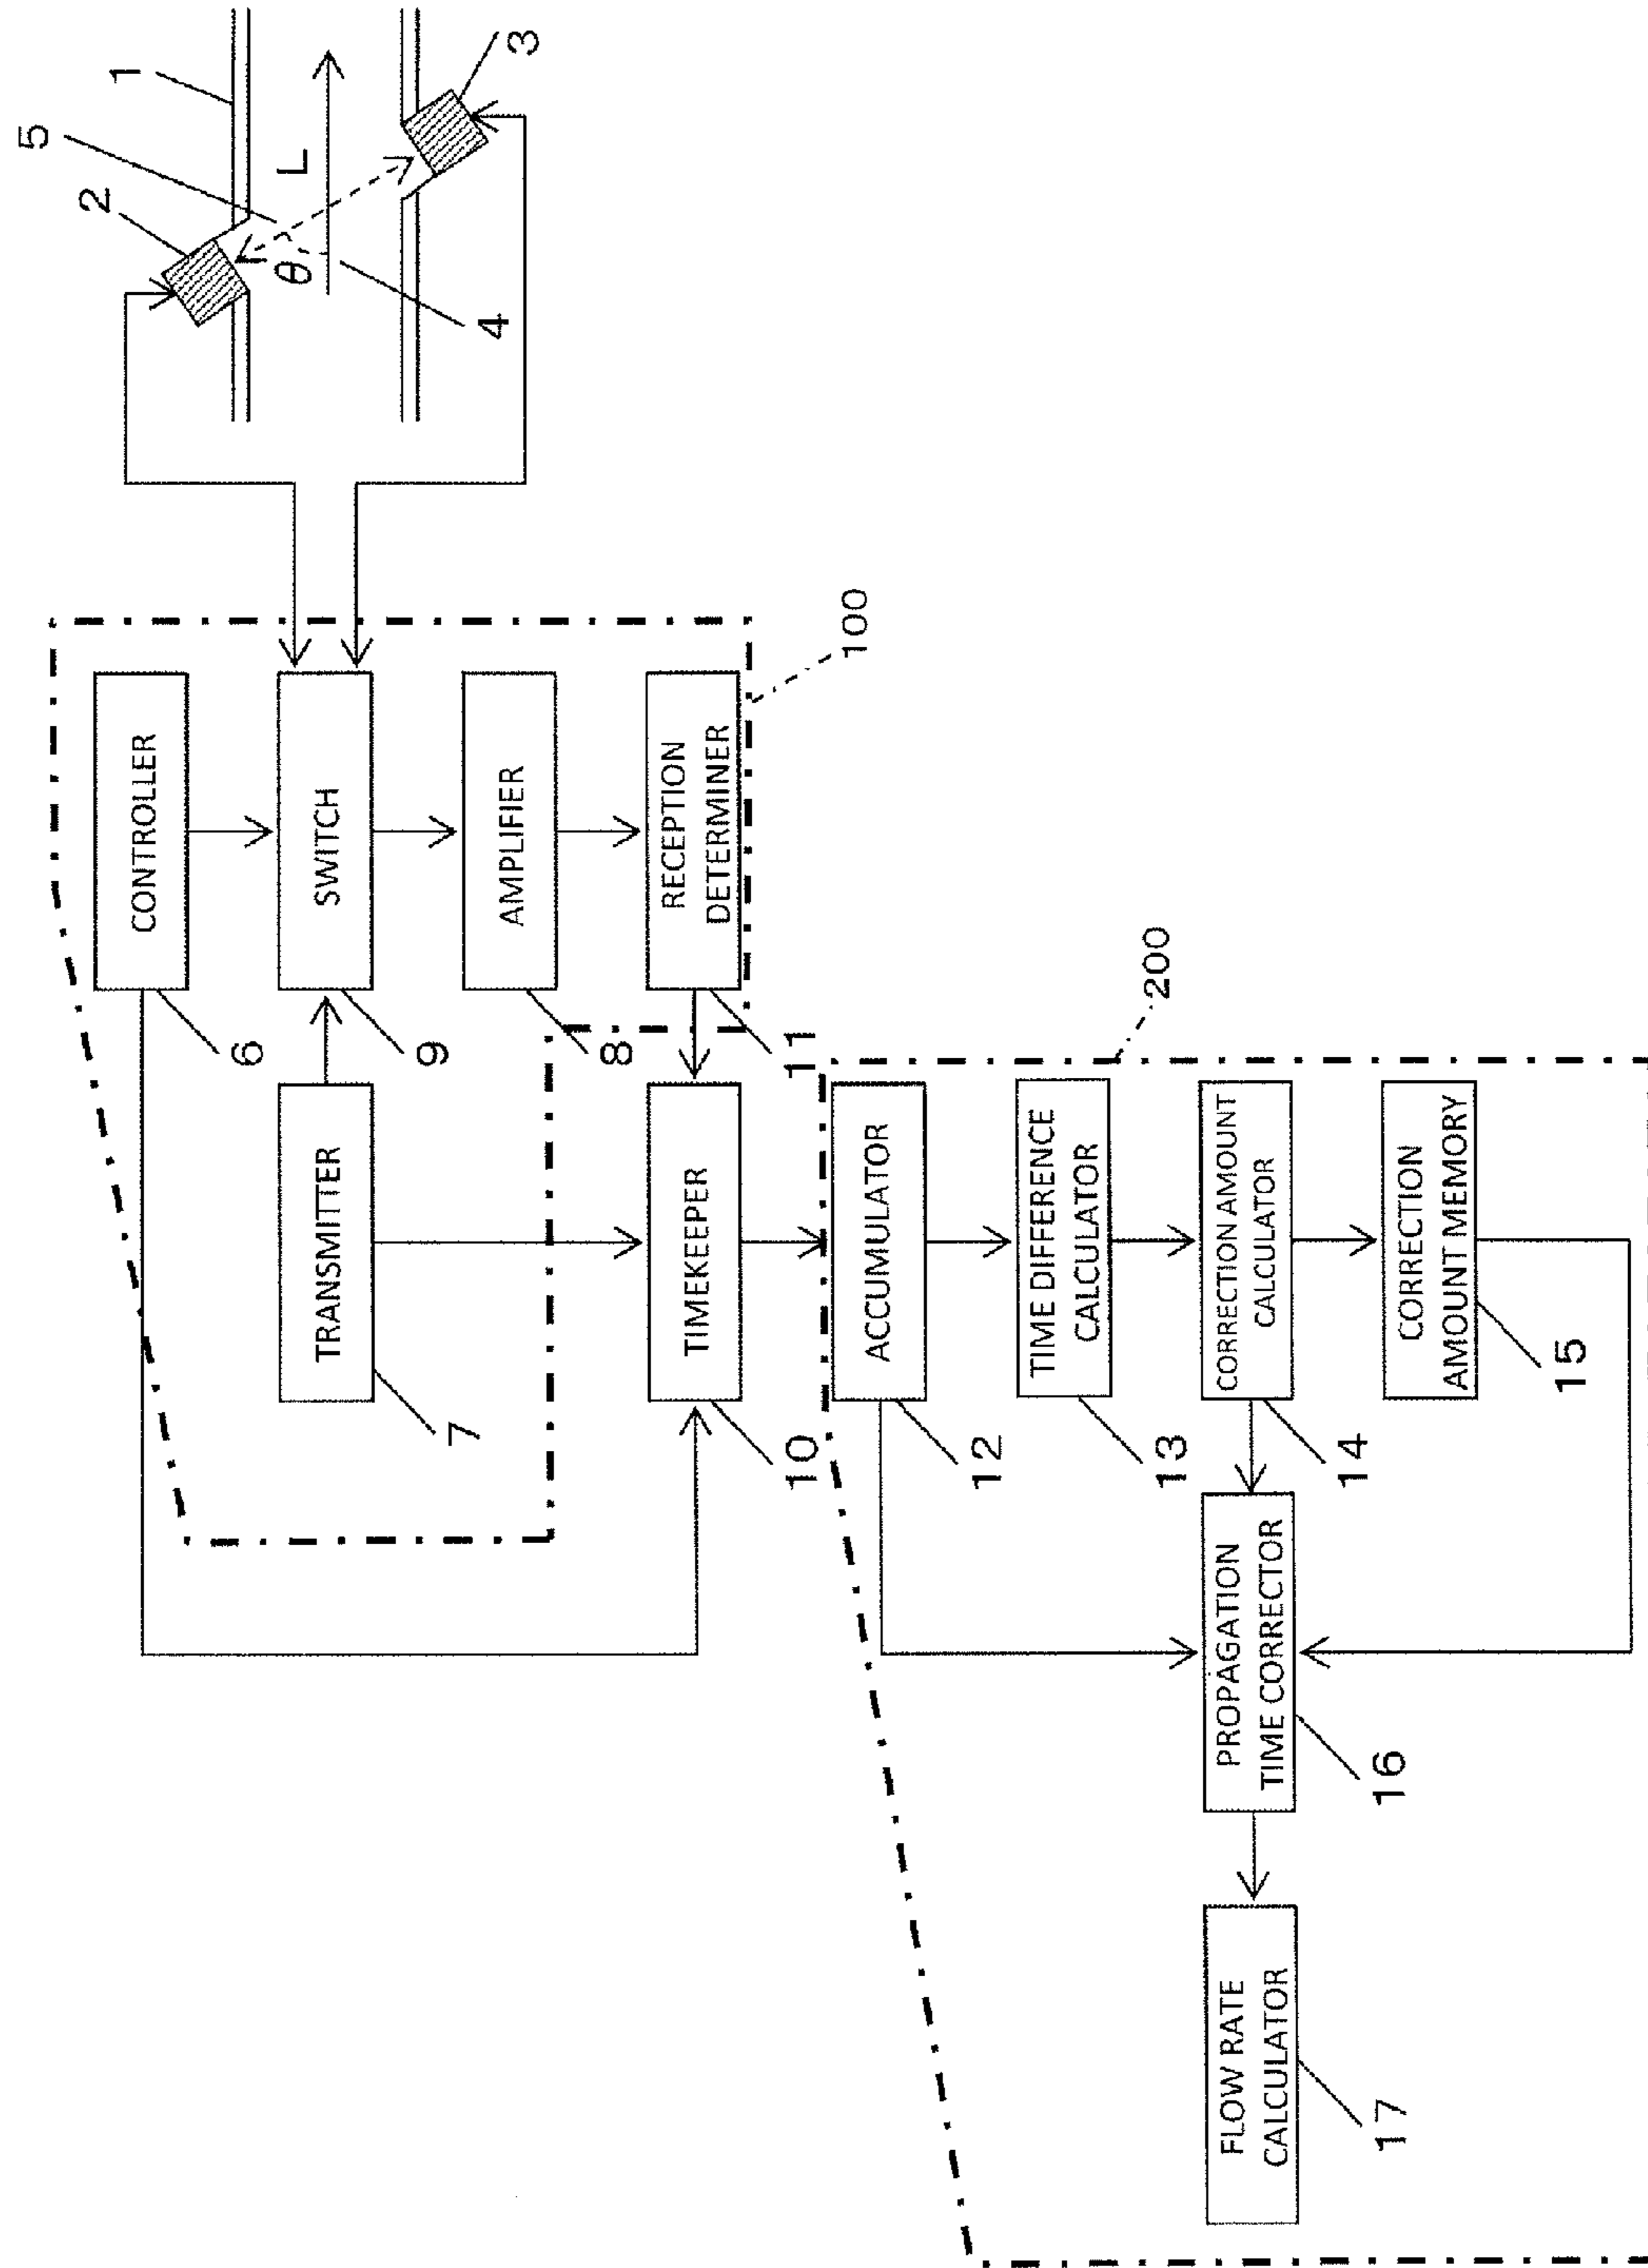 1
5
2
L
θ
3
4
CONTROLLER
6
TRANSMITTER
7
SWITCH
9
AMPLIFIER
8
RECEPTION
DETERMINER
11
100
TIMEKEEPER
10
ACCUMULATOR
12
200
TIME DIFFERENCE
CALCULATOR
13
CORRECTION AMOUNT
CALCULATOR
14
CORRECTION
AMOUNT MEMORY
15
PROPAGATION
TIME CORRECTOR
16
FLOW RATE
CALCULATOR
17